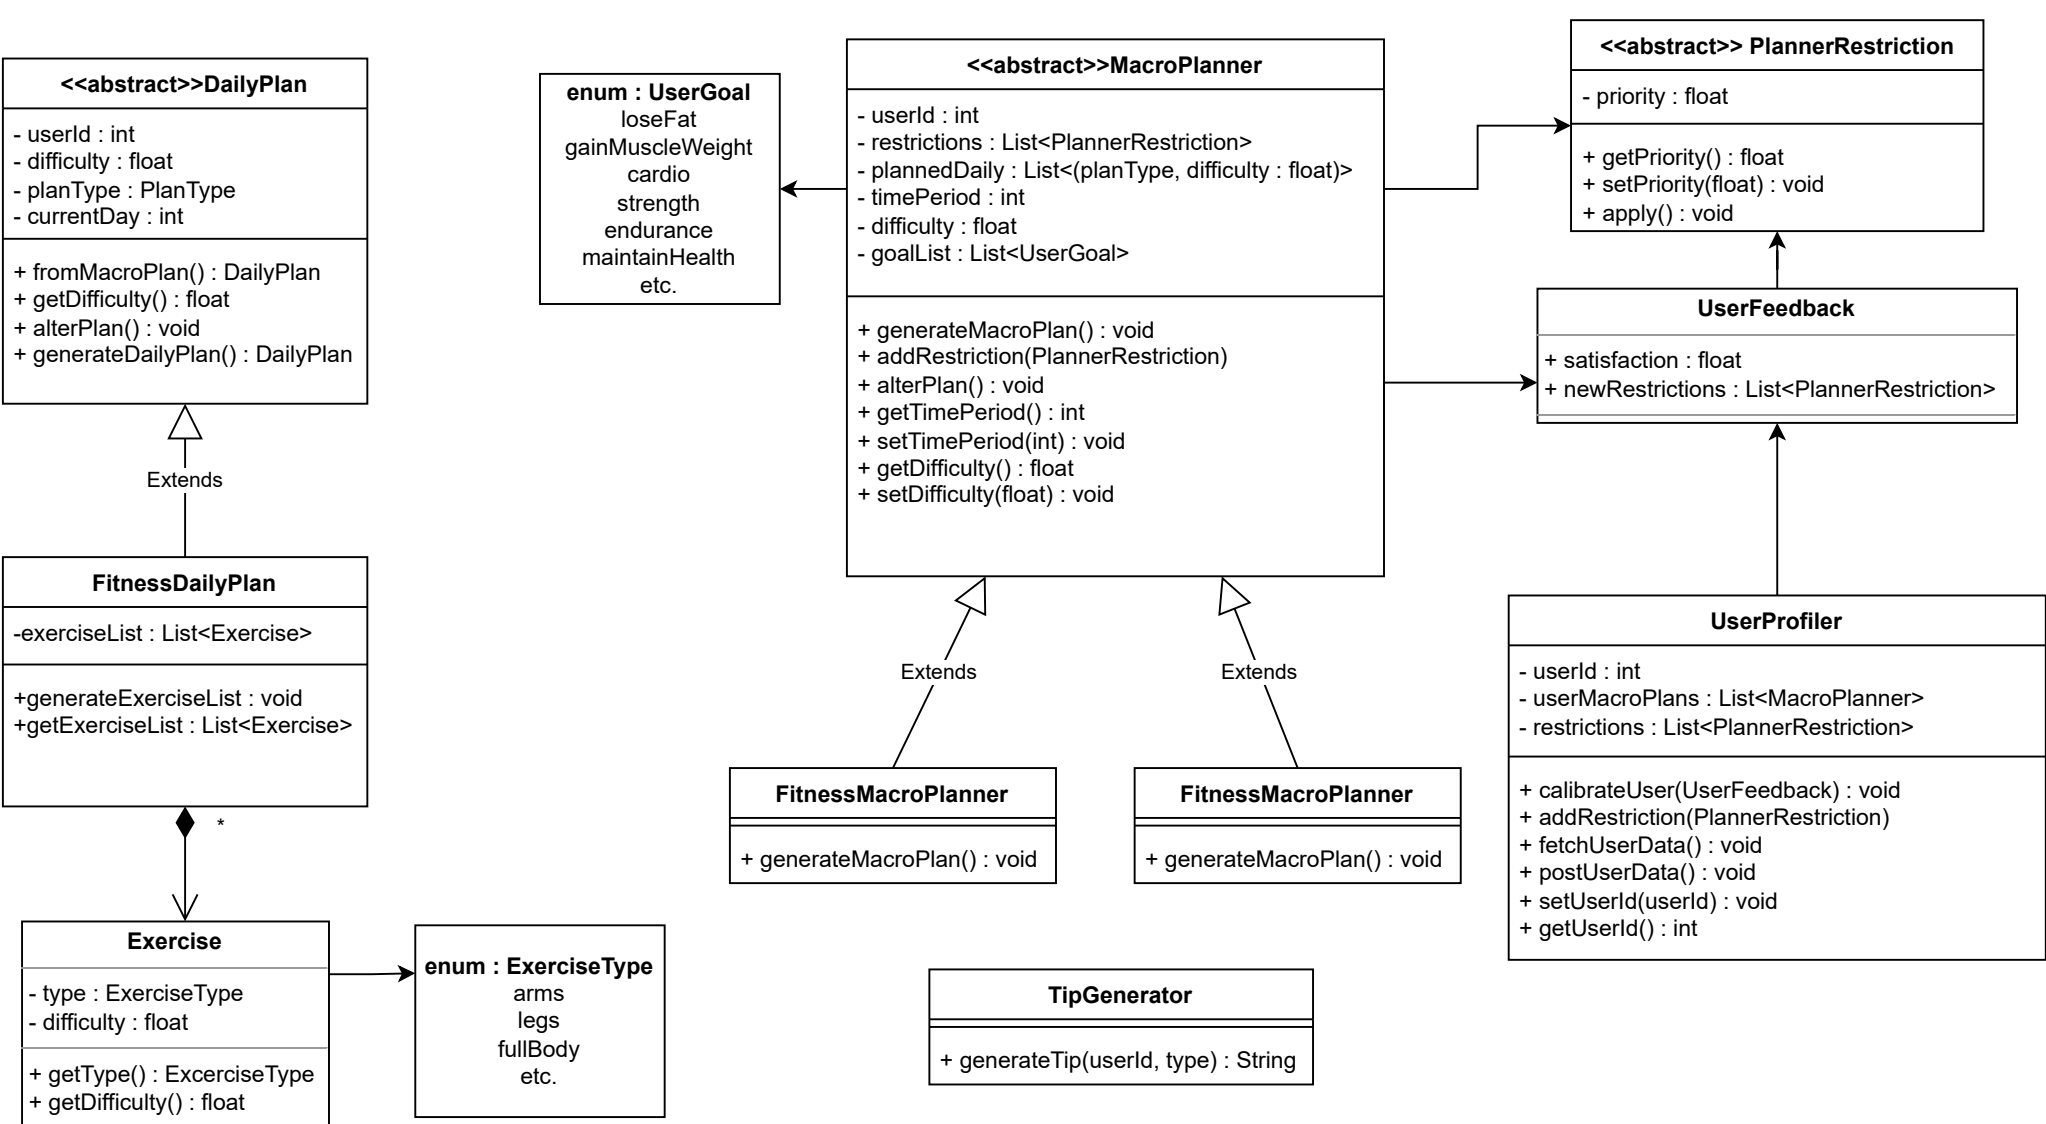 <<abstract>>DailyPlan
- userId : int
- difficulty : float
- planType : PlanType
- currentDay : int
+ fromMacroPlan() : DailyPlan
+ getDifficulty() : float
+ alterPlan() : void
+ generateDailyPlan() : DailyPlan
Extends
FitnessDailyPlan
-exerciseList : List<Exercise>
+generateExerciseList : void
+getExerciseList : List<Exercise>
*
Exercise
- type : ExerciseType
- difficulty : float
+ getType() : ExcerciseType
+ getDifficulty() : float
enum : ExerciseType
arms
legs
fullBody
etc.
enum : UserGoal
loseFat
gainMuscleWeight
cardio
strength
endurance
maintainHealth
etc.
<<abstract>>MacroPlanner
- userId : int
- restrictions : List<PlannerRestriction>
- plannedDaily : List<(planType, difficulty : float)>
- timePeriod : int
- difficulty : float
- goalList : List<UserGoal>
+ generateMacroPlan() : void
+ addRestriction(PlannerRestriction)
+ alterPlan() : void
+ getTimePeriod() : int
+ setTimePeriod(int) : void
+ getDifficulty() : float
+ setDifficulty(float) : void
Extends
Extends
FitnessMacroPlanner
+ generateMacroPlan() : void
FitnessMacroPlanner
+ generateMacroPlan() : void
TipGenerator
+ generateTip(userId, type) : String
<<abstract>> PlannerRestriction
- priority : float
+ getPriority() : float
+ setPriority(float) : void
+ apply() : void
UserFeedback
+ satisfaction : float
+ newRestrictions : List<PlannerRestriction>
UserProfiler
- userId : int
- userMacroPlans : List<MacroPlanner>
- restrictions : List<PlannerRestriction>
+ calibrateUser(UserFeedback) : void
+ addRestriction(PlannerRestriction)
+ fetchUserData() : void
+ postUserData() : void
+ setUserId(userId) : void
+ getUserId() : int